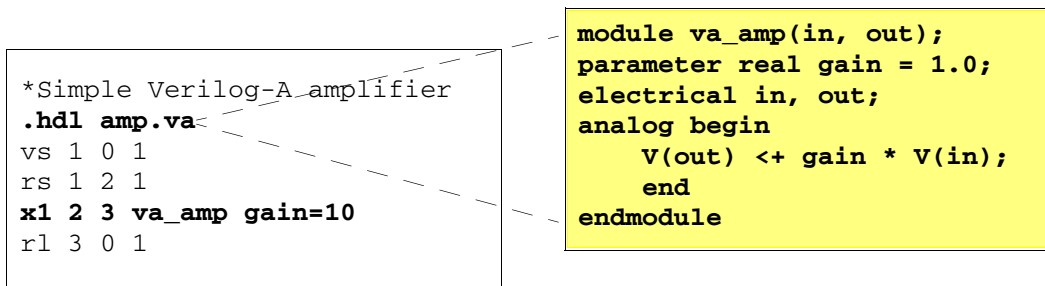 *Simple Verilog-A amplifier
.hdl amp.va
vs 1 0 1
rs 1 2 1
x1 2 3 va_amp gain=10
rl 3 0 1
module va_amp(in, out);
parameter real gain = 1.0;
electrical in, out;
analog begin
    V(out) <+ gain * V(in);
    end
endmodule